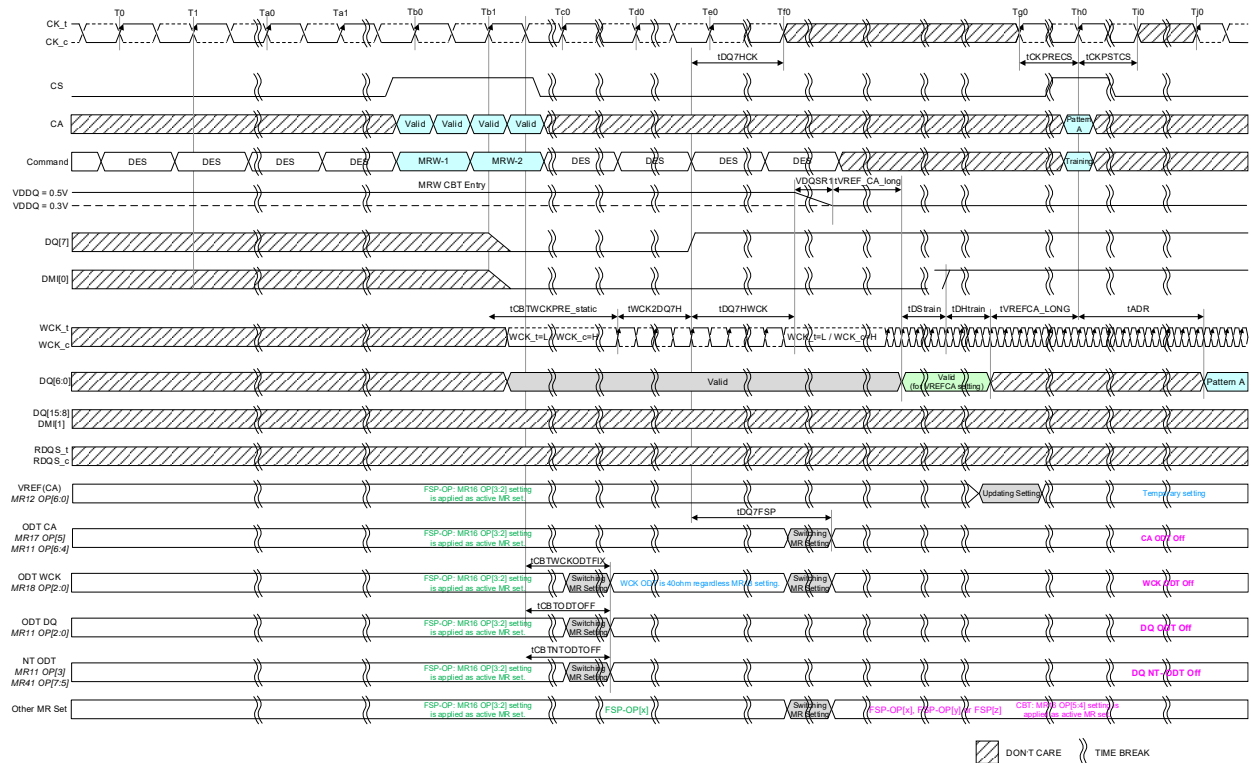 T0 T1 Ta0 Ta1 Tb0 Tb1 Tc0 Td0 Te0 Tf0 Tg0 Th0 Ti0 Tj0
CK_t
CK_c
tDQ7HCK tCKPRECS tCKPSTCS
CS
CA Valid Valid Valid Valid Pattern
A
Command DES DES DES DES MRW-1 MRW-2 DES DES DES DES Training
MRW CBT Entry VDQSR1 tVREF_CA_long
VDDQ = 0.5V
VDDQ = 0.3V
DQ[7]
DMI[0]
tCBTWCKPRE_static tWCK2DQ7H tDQ7HWCK tDStrain tDHtrain tVREFCA_LONG tADR
WCK_t
WCK_c WCK_t=L / WCK_c=H WCK_t=L / WCK_c=H
DQ[6:0] Valid Valid
(for VREFCA setting) Pattern A
DQ[15:8]
DMI[1]
RDQS_t
RDQS_c
VREF(CA)
MR12 OP[6:0]
FSP-OP: MR16 OP[3:2] setting
is applied as active MR set.
Updating Setting Temporary setting
tDQ7FSP
ODT CA
MR17 OP[5]
MR11 OP[6:4]
FSP-OP: MR16 OP[3:2] setting
is applied as active MR set.
Switching
MR Setting
CA ODT Off
tCBTWCKODTFIX
ODT WCK
MR18 OP[2:0]
FSP-OP: MR16 OP[3:2] setting
is applied as active MR set.
Switching
MR Setting
WCK ODT is 40ohm regardless MR18 setting.
Switching
MR Setting
WCK ODT Off
tCBTODTOFF
ODT DQ
MR11 OP[2:0]
FSP-OP: MR16 OP[3:2] setting
is applied as active MR set.
Switching
MR Setting
DQ ODT Off
tCBTNTODTOFF
NT ODT
MR11 OP[3]
MR41 OP[7:5]
FSP-OP: MR16 OP[3:2] setting
is applied as active MR set.
Switching
MR Setting
DQ NT-ODT Off
Other MR Set
FSP-OP: MR16 OP[3:2] setting
is applied as active MR set.
FSP-OP[x]
Switching
MR Setting
FSP-OP[x], FSP-OP[y] or FSP[z]
CBT: MR16 OP[5:4] setting is
applied as active MR set
DON'T CARE TIME BREAK